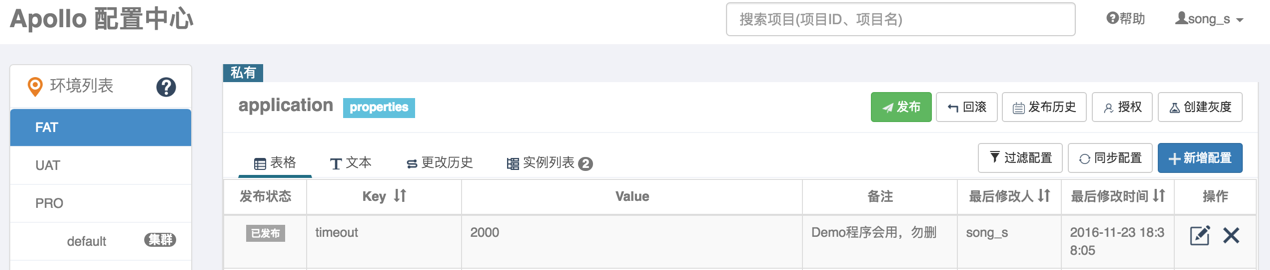 Apollo 配置中心
搜索项目(项目ID、项目名)
帮助
song_s
环境列表
FAT
UAT
PRO
default 集群
私有
application properties
发布 回滚 发布历史 授权 创建灰度
表格 文本 更改历史 实例列表 2
过滤配置 同步配置 新增配置
发布状态 Key Value 备注 最后修改人 最后修改时间 操作
已发布 timeout 2000 Demo程序会用，勿删 song_s 2016-11-23 18:3
8:05